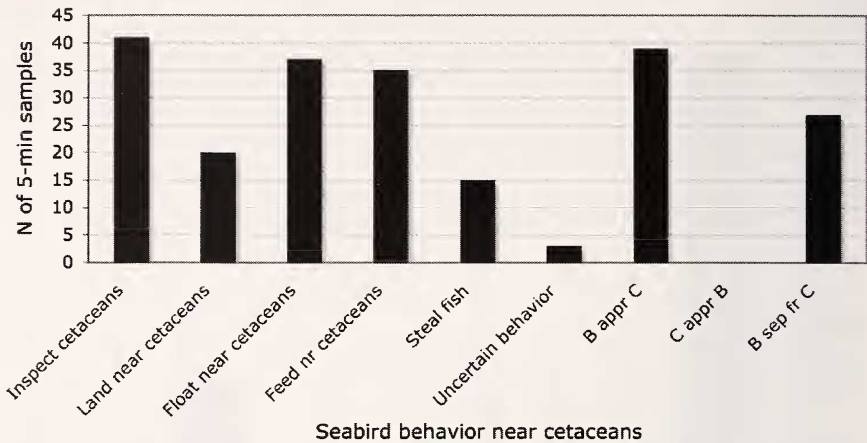 N of 5-min samples
45
40
35
30
25
20
15
10
5
0
Inspect cetaceans
Land near cetaceans
Float near cetaceans
Feed nr cetaceans
Steal fish
Uncertain behavior
B appr C
C appr B
B sep fr C
Seabird behavior near cetaceans